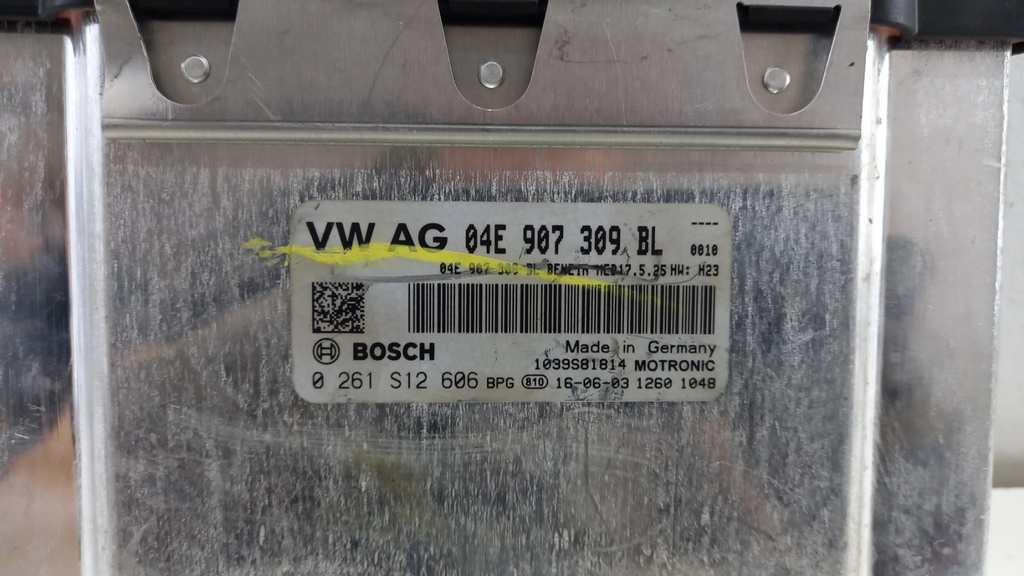 VW AG 04E 907 309 BL ----
0010
04E 907 309 BL MED17.5.25 HW: H23
BOSCH
Made in Germany
1039S81814 MOTRONIC
0 261 S12 606 BPG 810 16-06-03 1260 1048